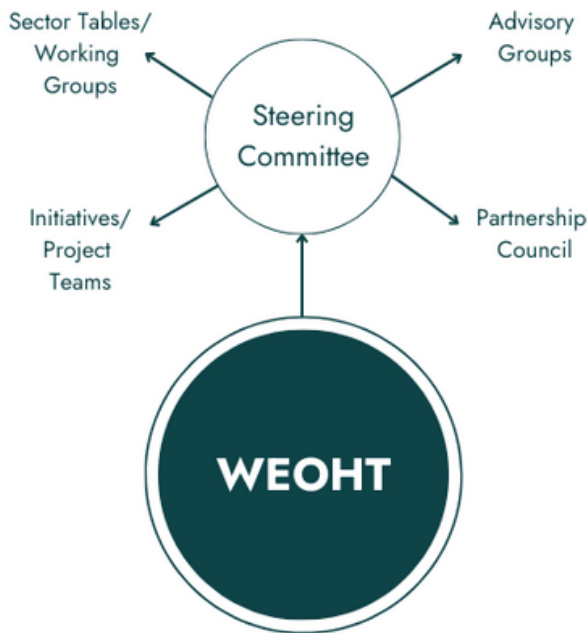 Sector Tables/
Working
Groups
Advisory
Groups
Steering
Committee
Initiatives/
Project
Teams
Partnership
Council
WEOHT